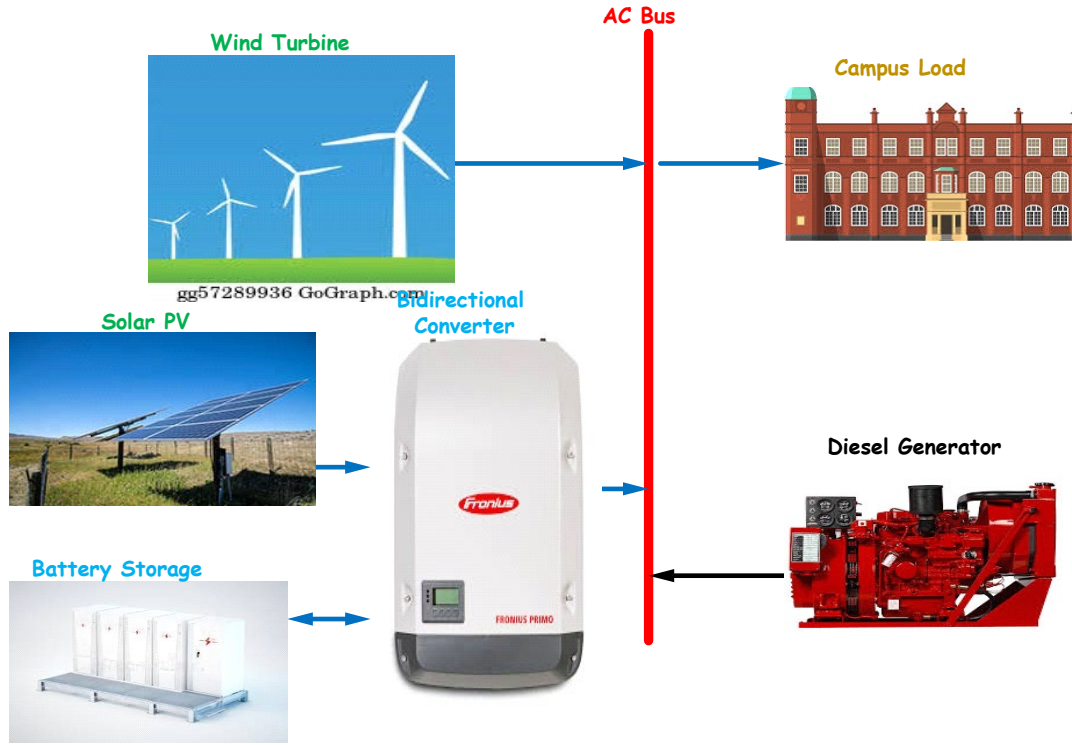 AC Bus
Wind Turbine
Campus Load
gg57289936 GoGraph.com
Bidirectional
Converter
Solar PV
Fronius
Diesel Generator
Battery Storage
FRONIUS PRIMO